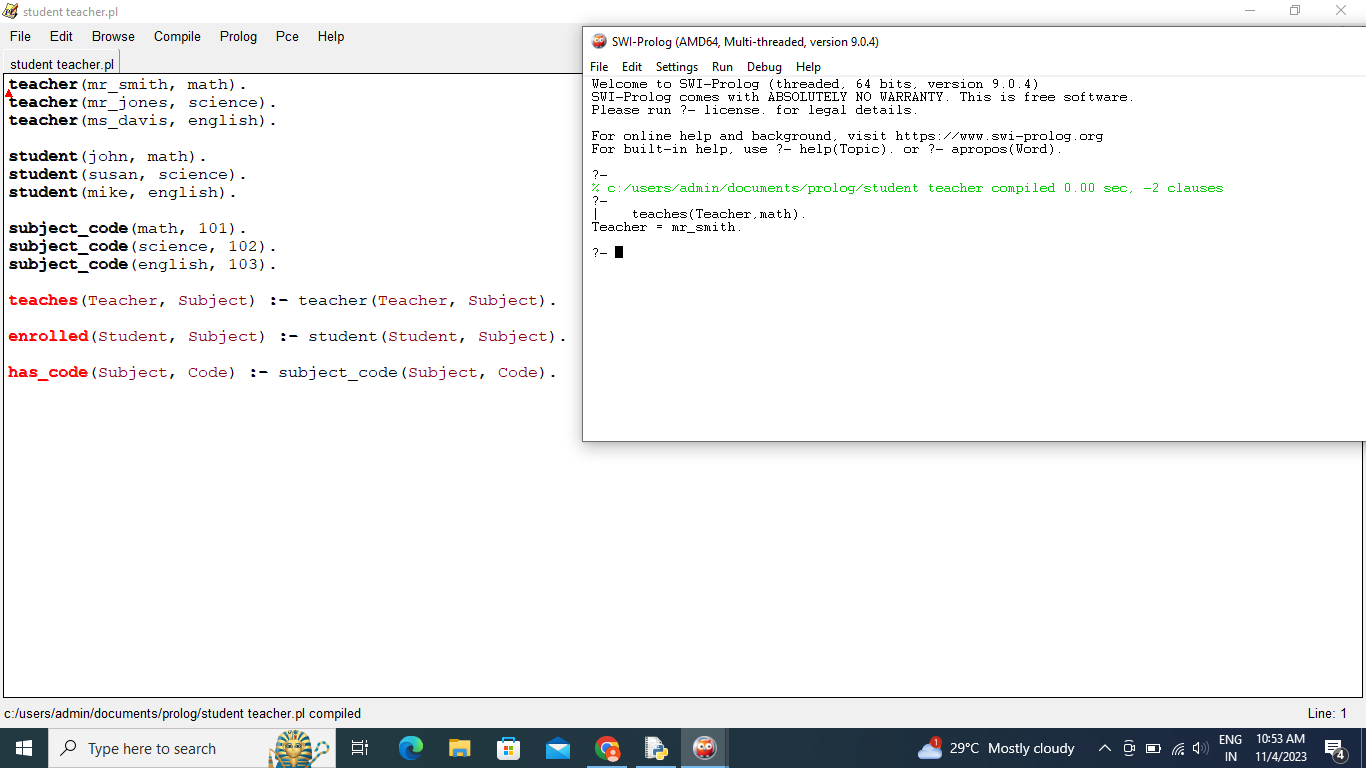 student teacher.pl
File Edit Browse Compile Prolog Pce Help
student teacher.pl
teacher(mr_smith, math).
teacher(mr_jones, science).
teacher(ms_davis, english).
student(john, math).
student(susan, science).
student(mike, english).
subject_code(math, 101).
subject_code(science, 102).
subject_code(english, 103).
teaches(Teacher, Subject) :- teacher(Teacher, Subject).
enrolled(Student, Subject) :- student(Student, Subject).
has_code(Subject, Code) :- subject_code(Subject, Code).
SWI-Prolog (AMD64, Multi-threaded, version 9.0.4)
File Edit Settings Run Debug Help
Welcome to SWI-Prolog (threaded, 64 bits, version 9.0.4)
SWI-Prolog comes with ABSOLUTELY NO WARRANTY. This is free software.
Please run ?- license. for legal details.
For online help and background, visit https://www.swi-prolog.org
For built-in help, use ?- help(Topic). or ?- apropos(Word).
?-
% c:/users/admin/documents/prolog/student teacher compiled 0.00 sec, -2 clauses
?-
| teaches(Teacher,math).
Teacher = mr_smith.
?-
c:/users/admin/documents/prolog/student teacher.pl compiled
Line: 1
Type here to search
1
29°C Mostly cloudy
ENG
IN
10:53 AM
11/4/2023
4